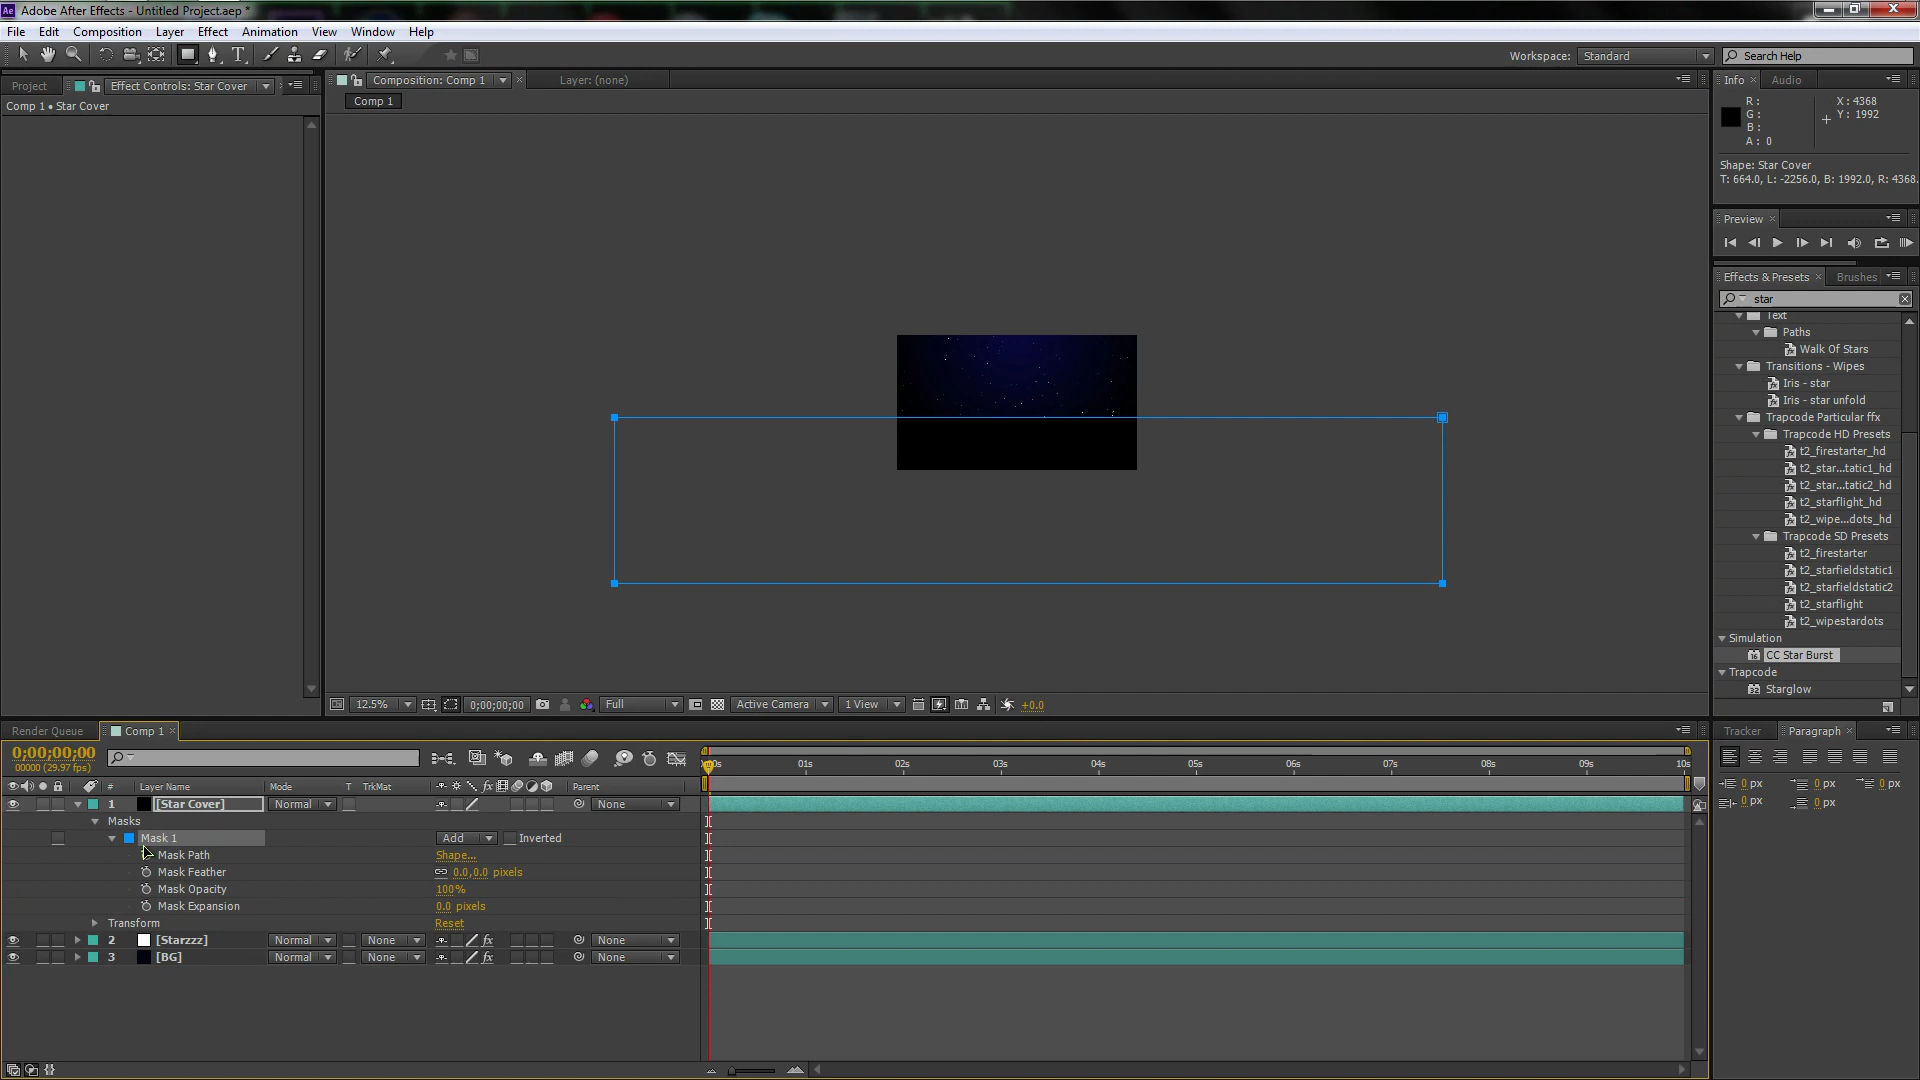 Ae Adobe After Effects - Untitled Project.aep *
File Edit Composition Layer Effect Animation View Window Help
Workspace: Standard Search Help
Project Effect Controls: Star Cover
Comp 1 • Star Cover
Composition: Comp 1 Layer: (none)
Comp 1
Info Audio
R : X : 4368
G : Y : 1992
B :
A : 0
Shape: Star Cover
T: 664.0, L: -2256.0, B: 1992.0, R: 4368.
Preview
Effects & Presets Brushes
star
Text
Paths
Walk Of Stars
Transitions - Wipes
Iris - star
Iris - star unfold
Trapcode Particular ffx
Trapcode HD Presets
t2_firestarter_hd
t2_star...tatic1_hd
t2_star...tatic2_hd
t2_starflight_hd
t2_wipe...dots_hd
Trapcode SD Presets
t2_firestarter
t2_starfieldstatic1
t2_starfieldstatic2
t2_starflight
t2_wipestardots
Simulation
CC Star Burst
Trapcode
Starglow
12.5% 0;00;00;00 Full Active Camera 1 View +0.0
Render Queue Comp 1
0;00;00;00
00000 (29.97 fps)
01s 02s 03s 04s 05s 06s 07s 08s 09s 10s
# Layer Name Mode T TrkMat Parent
1 [Star Cover] Normal None
Masks
Mask 1 Add Inverted
Mask Path Shape...
Mask Feather 0.0,0.0 pixels
Mask Opacity 100%
Mask Expansion 0.0 pixels
Transform Reset
2 [Starzzz] Normal None fx None
3 [BG] Normal None fx None
Tracker Paragraph
0 px 0 px 0 px
0 px 0 px